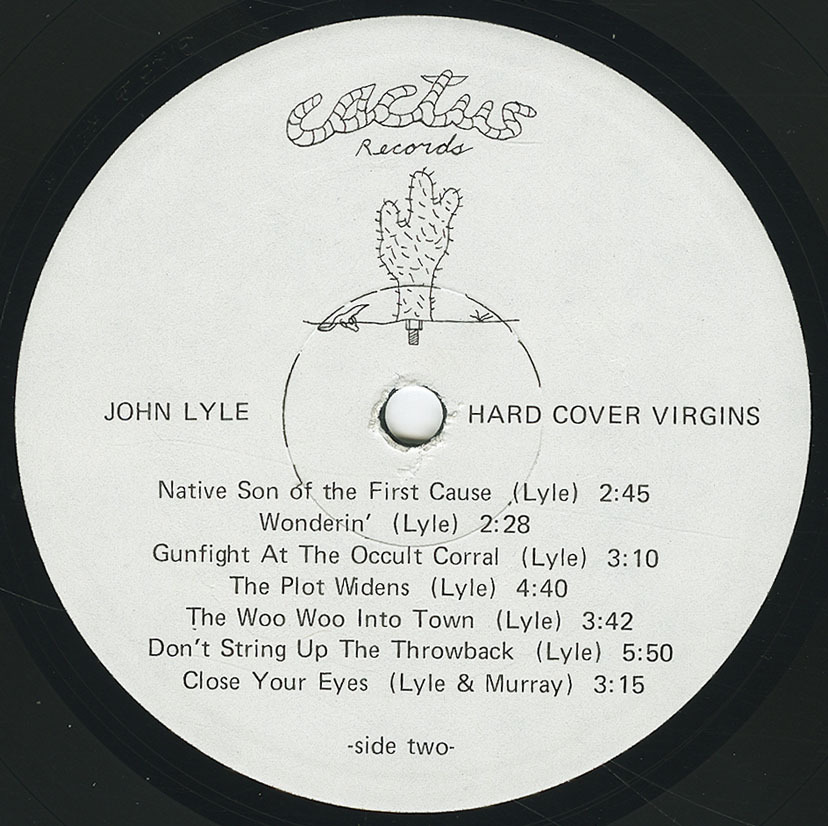 cactus
Records
JOHN LYLE HARD COVER VIRGINS
Native Son of the First Cause (Lyle) 2:45
Wonderin' (Lyle) 2:28
Gunfight At The Occult Corral (Lyle) 3:10
The Plot Widens (Lyle) 4:40
The Woo Woo Into Town (Lyle) 3:42
Don't String Up The Throwback (Lyle) 5:50
Close Your Eyes (Lyle & Murray) 3:15
-side two-